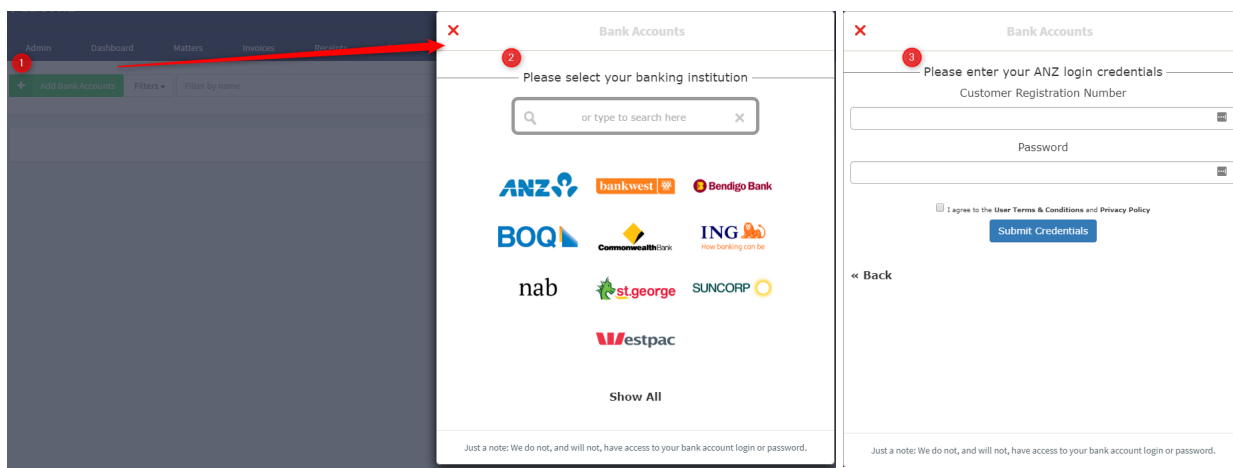 Admin Dashboard Matters Invoices Receipts
1
+ Add Bank Accounts Filters Filter by name
Bank Accounts
2
Please select your banking institution
or type to search here
ANZ bankwest Bendigo Bank
BOQ CommonwealthBank ING
How banking can be
nab st.george SUNCORP
Westpac
Show All
Just a note: We do not, and will not, have access to your bank account login or password.
Bank Accounts
3
Please enter your ANZ login credentials
Customer Registration Number
Password
I agree to the User Terms & Conditions and Privacy Policy
Submit Credentials
« Back
Just a note: We do not, and will not, have access to your bank account login or password.